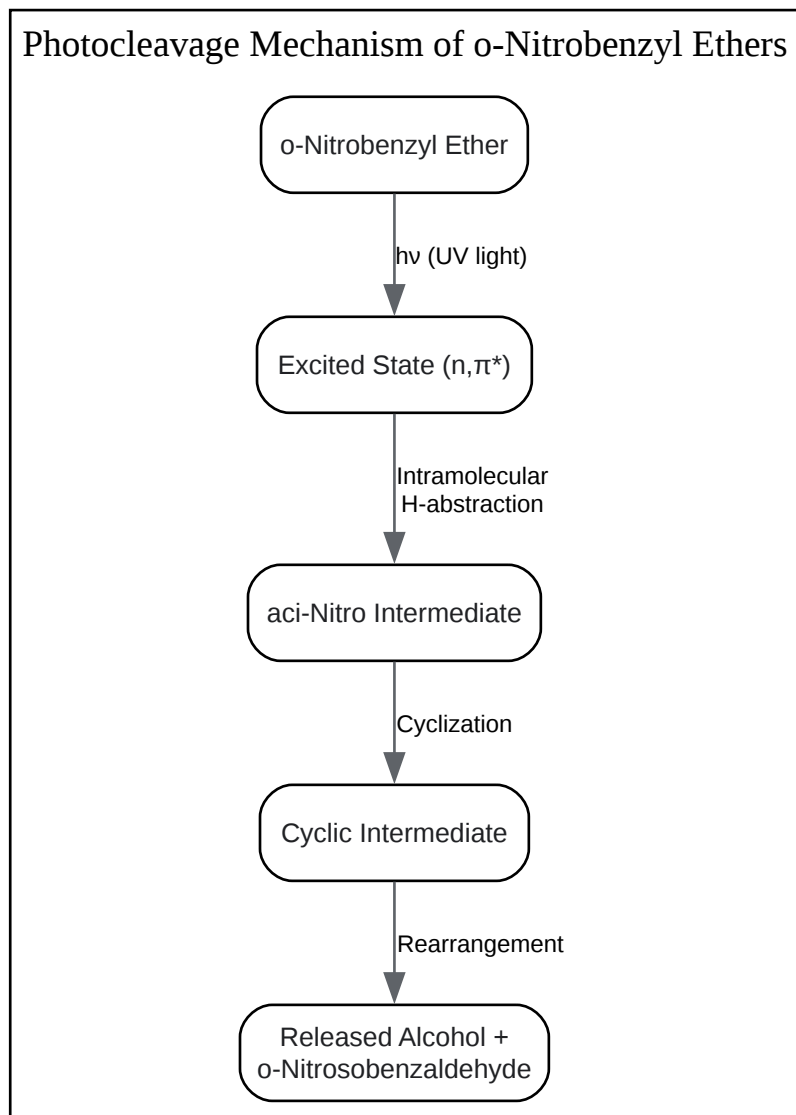 Photocleavage Mechanism of o-Nitrobenzyl Ethers
o-Nitrobenzyl Ether
hν (UV light)
Excited State (n,π*)
Intramolecular
H-abstraction
aci-Nitro Intermediate
Cyclization
Cyclic Intermediate
Rearrangement
Released Alcohol +
o-Nitrosobenzaldehyde